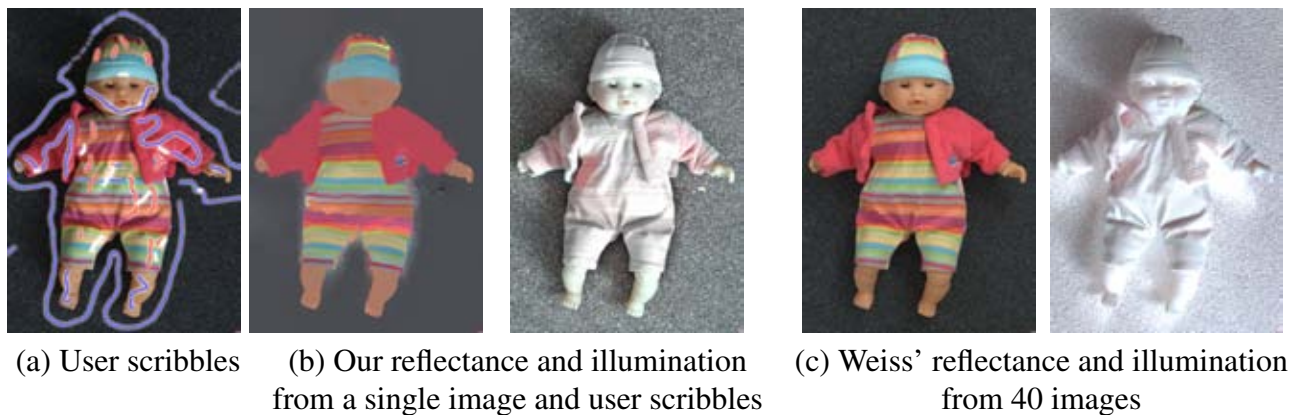 (a) User scribbles
(b) Our reflectance and illumination
from a single image and user scribbles
(c) Weiss’ reflectance and illumination
from 40 images